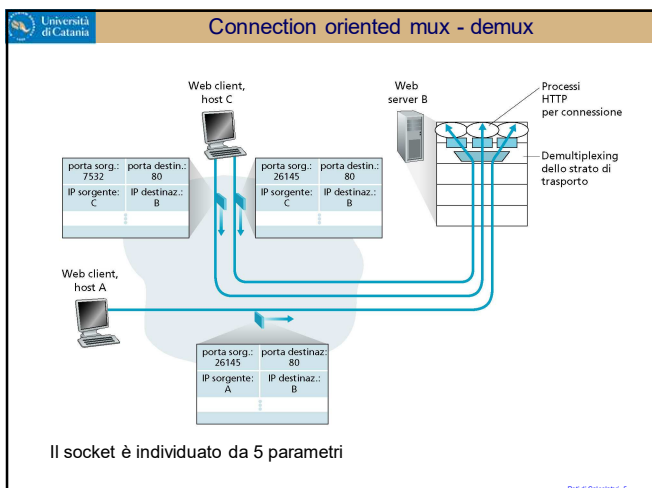 Università
di Catania
Connection oriented mux - demux
Web client,
host C
Web
server B
Processi
HTTP
per connessione
Demultiplexing
dello strato di
trasporto
porta sorg.: porta destin.:
7532 80
IP sorgente: IP destinaz.:
C B
porta sorg.: porta destin.:
26145 80
IP sorgente: IP destinaz.:
C B
Web client,
host A
porta sorg.: porta destinaz:
26145 80
IP sorgente: IP destinaz.:
A B
Il socket è individuato da 5 parametri